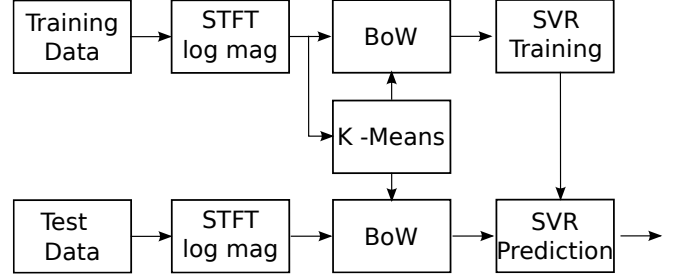 Training
Data
STFT
log mag
BoW
SVR
Training
K -Means
Test
Data
STFT
log mag
BoW
SVR
Prediction